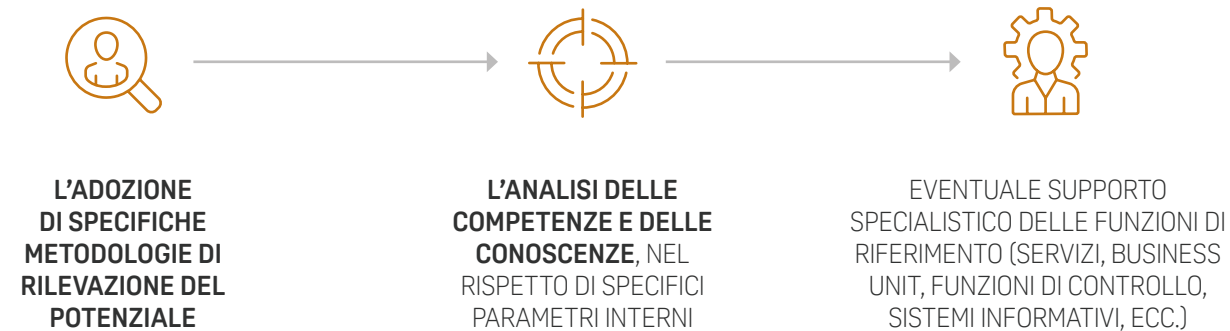 L’ADOZIONE
DI SPECIFICHE
METODOLOGIE DI
RILEVAZIONE DEL
POTENZIALE
L’ANALISI DELLE
COMPETENZE E DELLE
CONOSCENZE, NEL
RISPETTO DI SPECIFICI
PARAMETRI INTERNI
EVENTUALE SUPPORTO
SPECIALISTICO DELLE FUNZIONI DI
RIFERIMENTO (SERVIZI, BUSINESS
UNIT, FUNZIONI DI CONTROLLO,
SISTEMI INFORMATIVI, ECC.)